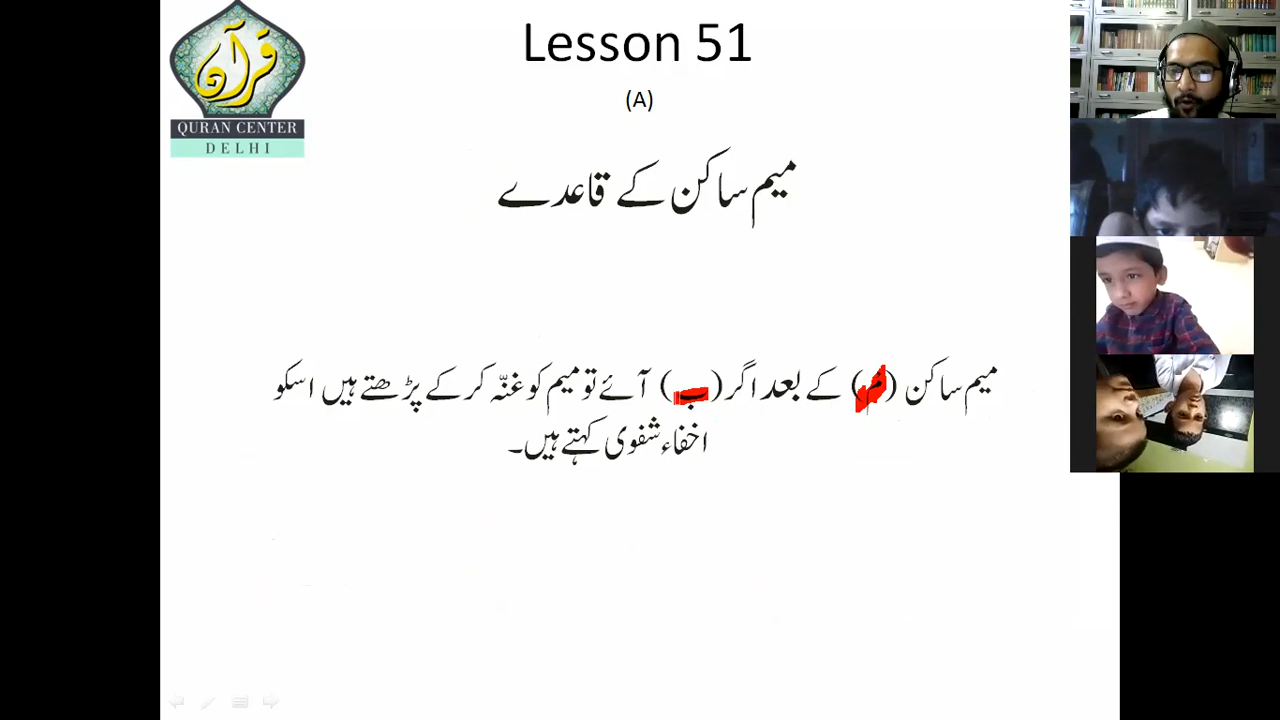 قرآن
QURAN CENTER
DELHI
Lesson 51
(A)
میم ساکن کے قاعدے
میم ساکن (مْ) کے بعد اگر (ب) آئے تو میم کو غنّہ کر کے پڑھتے ہیں اسکو
اخفاء شفوی کہتے ہیں۔